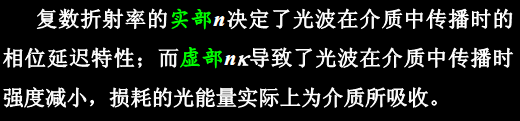 复数折射率的实部n决定了光波在介质中传播时的
相位延迟特性；而虚部nκ导致了光波在介质中传播时
强度减小，损耗的光能量实际上为介质所吸收。